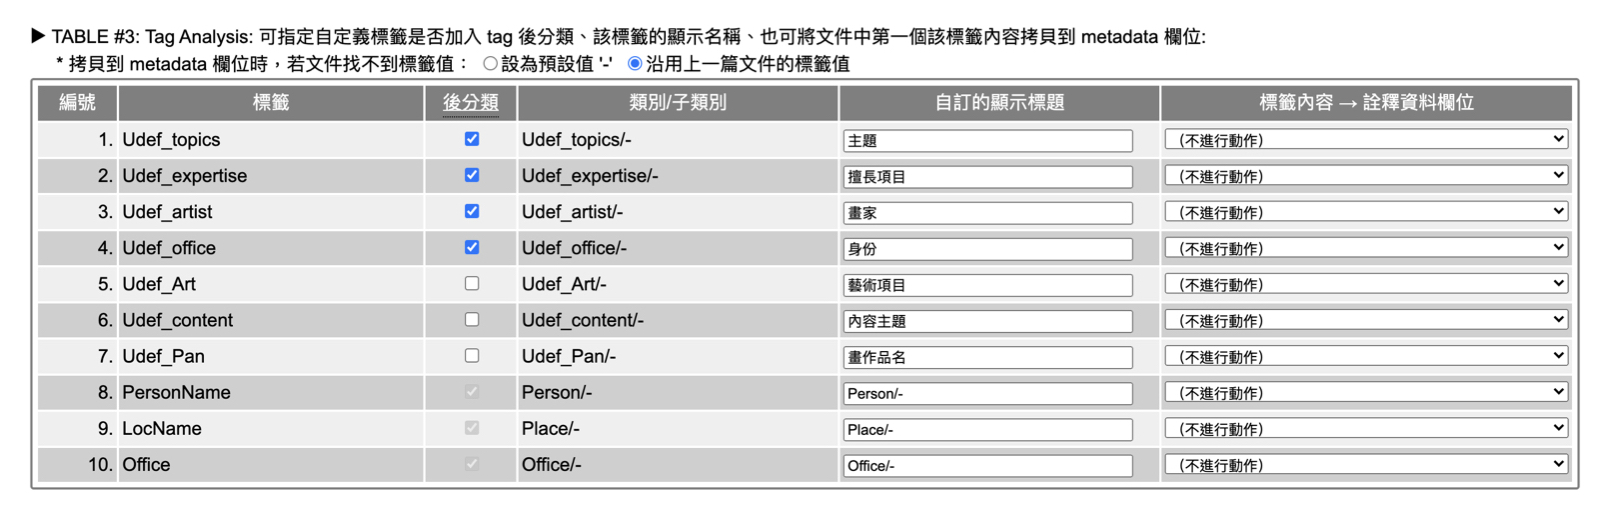 ▶ TABLE #3: Tag Analysis: 可指定自定義標籤是否加入 tag 後分類、該標籤的顯示名稱、也可將文件中第一個該標籤內容拷貝到 metadata 欄位:
* 拷貝到 metadata 欄位時，若文件找不到標籤值： 設為預設值 '-' 沿用上一篇文件的標籤值
編號 標籤 後分類 類別/子類別 自訂的顯示標題 標籤內容 → 詮釋資料欄位
1. Udef_topics Udef_topics/- 主題 (不進行動作)
2. Udef_expertise Udef_expertise/- 擅長項目 (不進行動作)
3. Udef_artist Udef_artist/- 畫家 (不進行動作)
4. Udef_office Udef_office/- 身份 (不進行動作)
5. Udef_Art Udef_Art/- 藝術項目 (不進行動作)
6. Udef_content Udef_content/- 內容主題 (不進行動作)
7. Udef_Pan Udef_Pan/- 畫作品名 (不進行動作)
8. PersonName Person/- Person/- (不進行動作)
9. LocName Place/- Place/- (不進行動作)
10. Office Office/- Office/- (不進行動作)